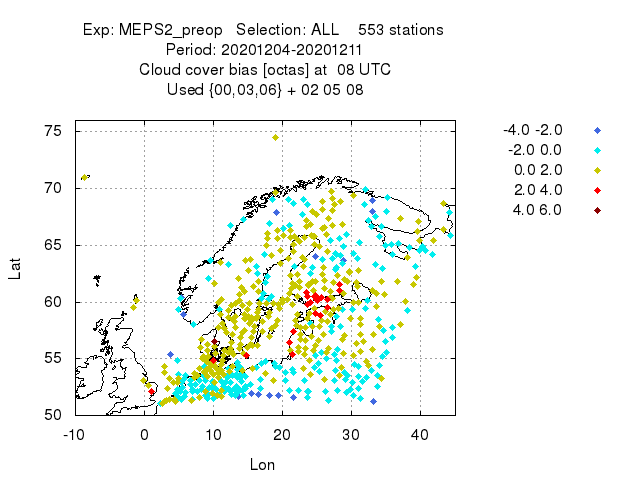 Exp: MEPS2_preop   Selection: ALL    553 stations
Period: 20201204-20201211
Cloud cover bias [octas] at  08 UTC
Used {00,03,06} + 02 05 08
-4.0 -2.0
-2.0 0.0
0.0 2.0
2.0 4.0
4.0 6.0
75
70
65
60
55
50
Lat
-10 0 10 20 30 40
Lon